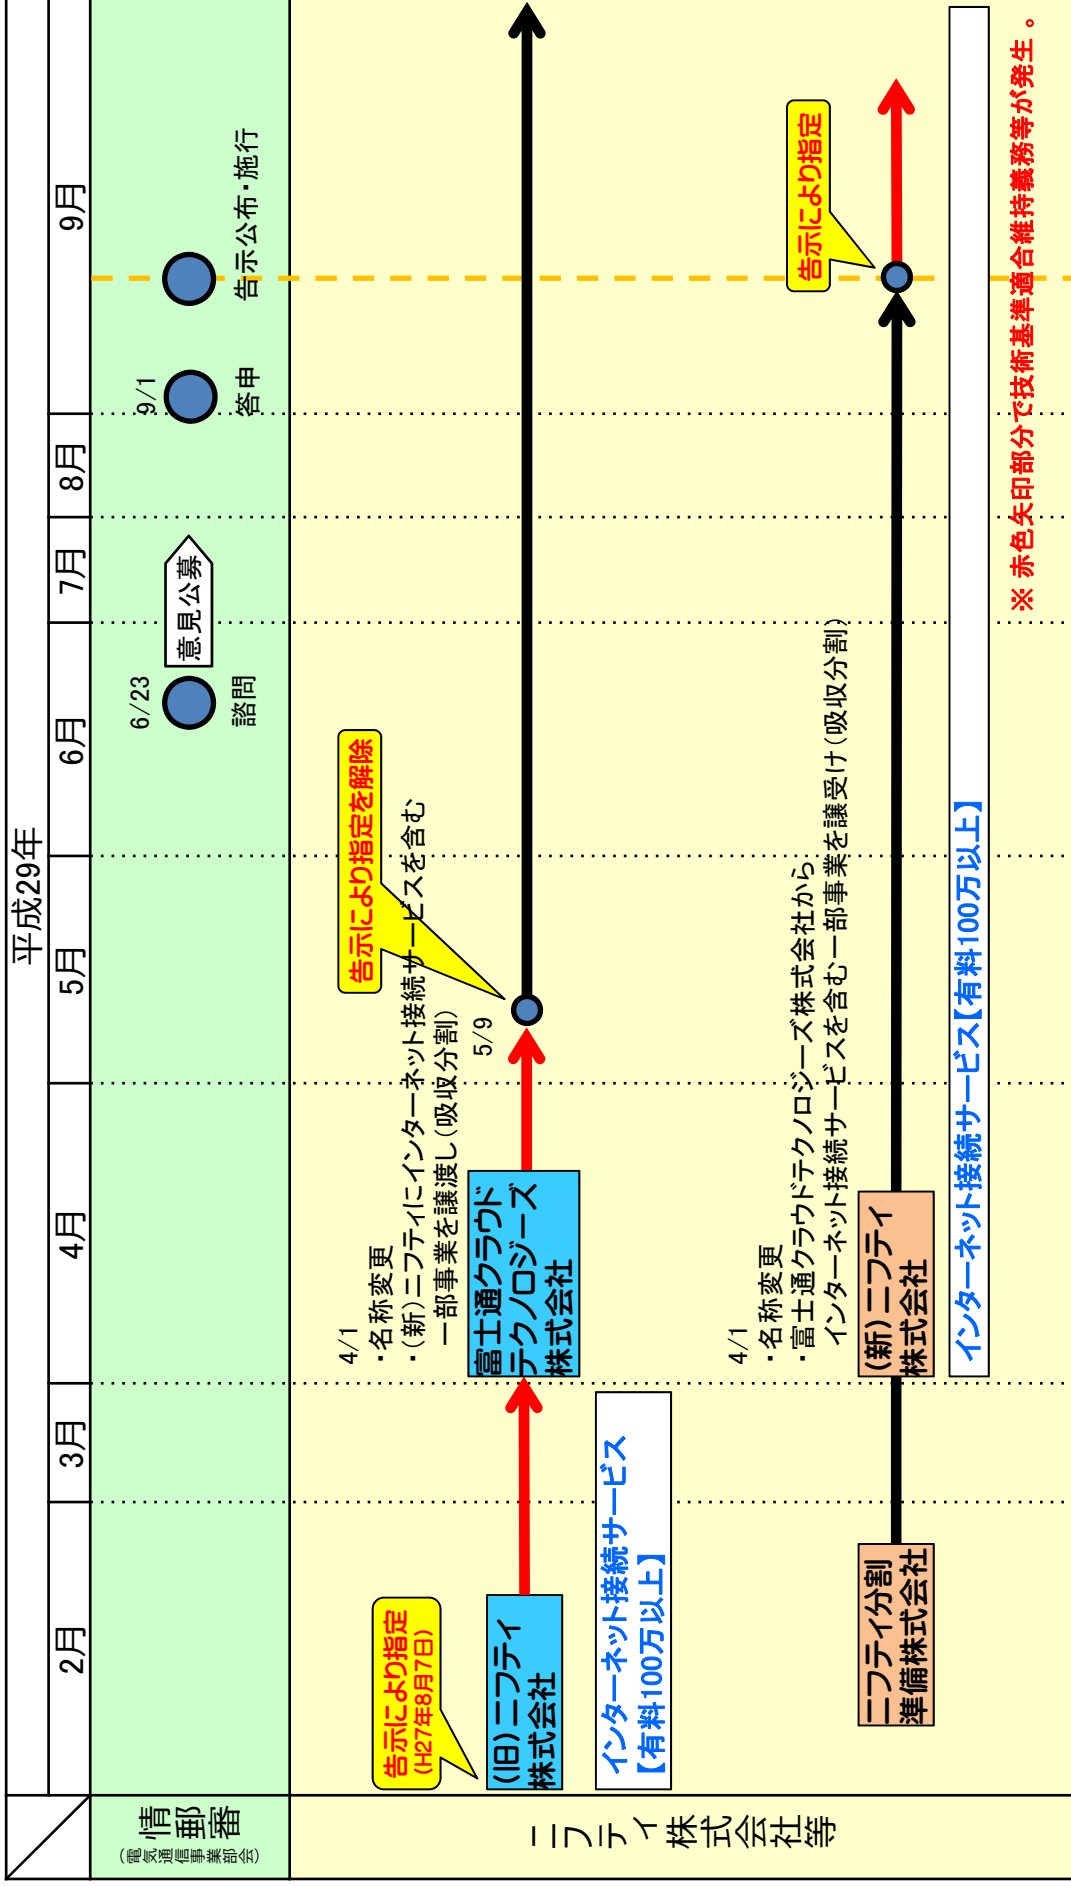 平成29年
2月
3月
4月
5月
6月
7月
8月
9月
情郵審
（電気通信事業部会）
6/23
諮問
意見公募
9/1
答申
告示公布・施行
ニフティ株式会社等
告示により指定
(H27年8月7日)
(旧)ニフティ
株式会社
インターネット接続サービス
【有料100万以上】
4/1
・名称変更
・(新)ニフティにインターネット接続サービスを含む
一部事業を譲渡し(吸収分割)
富士通クラウド
テクノロジーズ
株式会社
5/9
告示により指定を解除
ニフティ分割
準備株式会社
4/1
・名称変更
・富士通クラウドテクノロジーズ株式会社から
インターネット接続サービスを含む一部事業を譲受け(吸収分割)
(新)ニフティ
株式会社
告示により指定
インターネット接続サービス【有料100万以上】
※ 赤色矢印部分で技術基準適合維持義務等が発生。